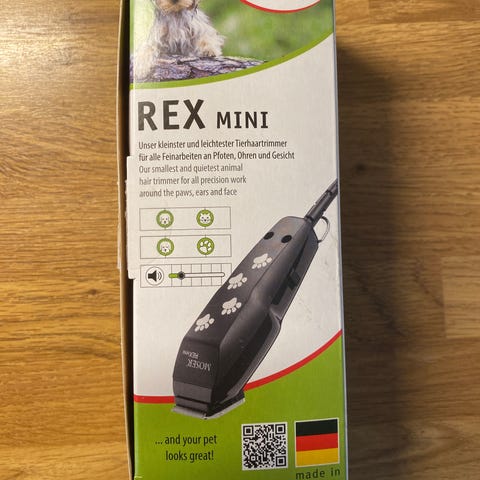 REX MINI
Unser kleinster und leichtester Tierhaartrimmer
für alle Feinarbeiten an Pfoten, Ohren und Gesicht
Our smallest and quietest animal
hair trimmer for all precision work
around the paws, ears and face
MOSER
REX mini
... and your pet
looks great!
made in